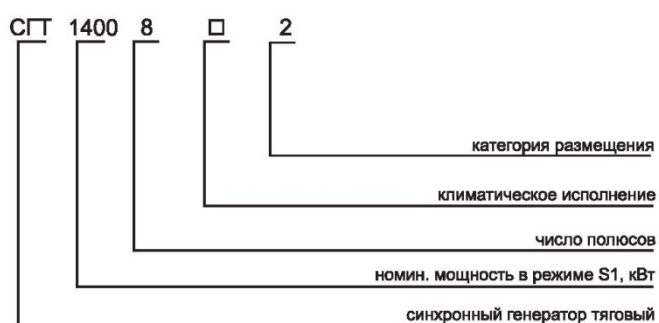 СГТ 1400 8 □ 2
категория размещения
климатическое исполнение
число полюсов
номин. мощность в режиме S1, кВт
синхронный генератор тяговый